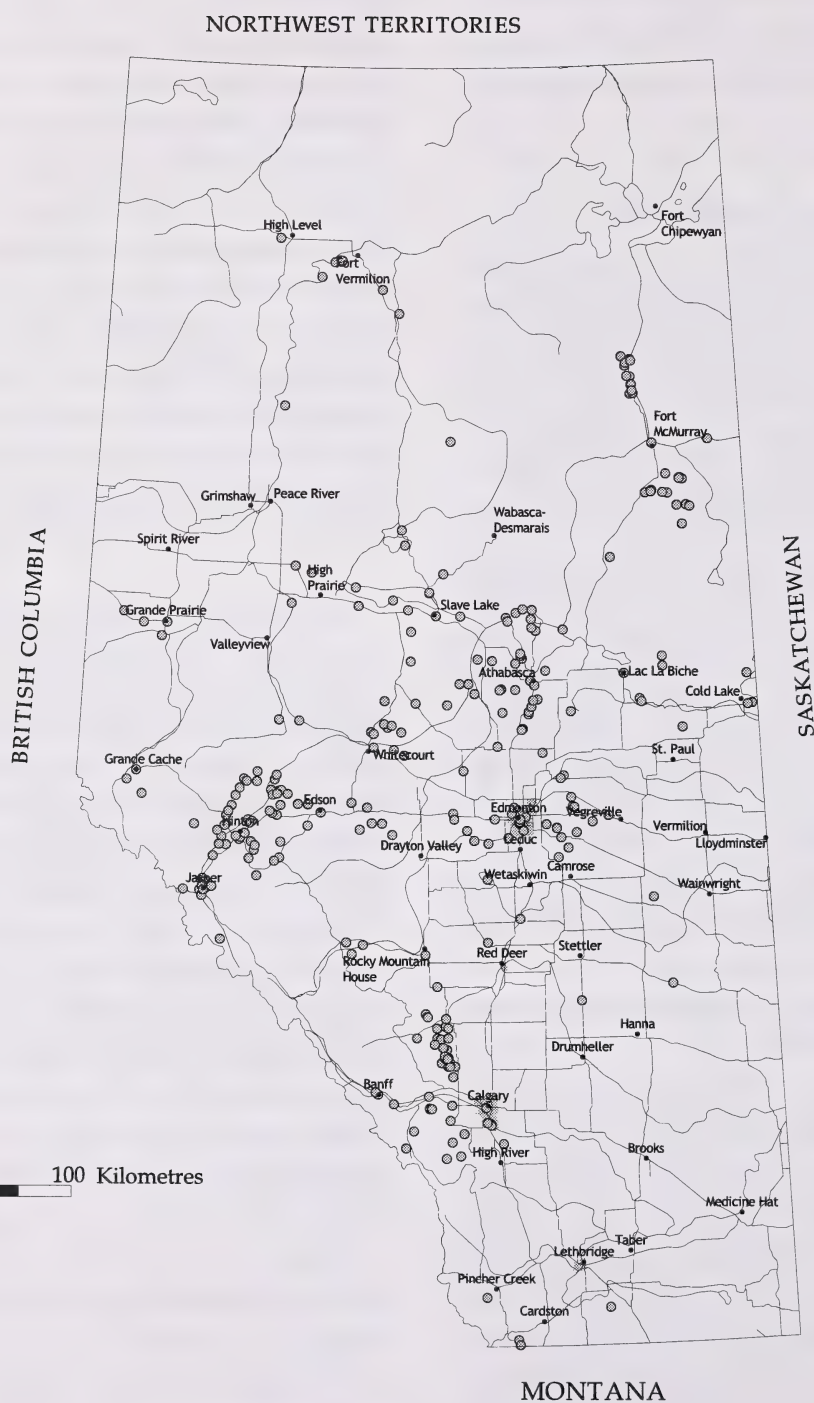 NORTHWEST TERRITORIES
Fort
Chipewyan
High Level
Fort
Vermilion
Fort
McMurray
Grimshaw
Peace River
Wabasca-
Desmarais
Spirit River
High
Prairie
BRITISH COLUMBIA
SASKATCHEWAN
Grande Prairie
Slave Lake
Valleyview
Athabasca
Lac La Biche
Cold Lake
St. Paul
Whitecourt
Grande Cache
Edson
Edmonton
Vegreville
Hinton
Vermilion
Lloydminster
Leduc
Drayton Valley
Camrose
Jasper
Wetaskiwin
Wainwright
Rocky Mountain
House
Red Deer
Stettler
Hanna
Drumheller
Banff
Calgary
High River
Brooks
100 Kilometres
Medicine Hat
Taber
Lethbridge
Pincher Creek
Cardston
MONTANA